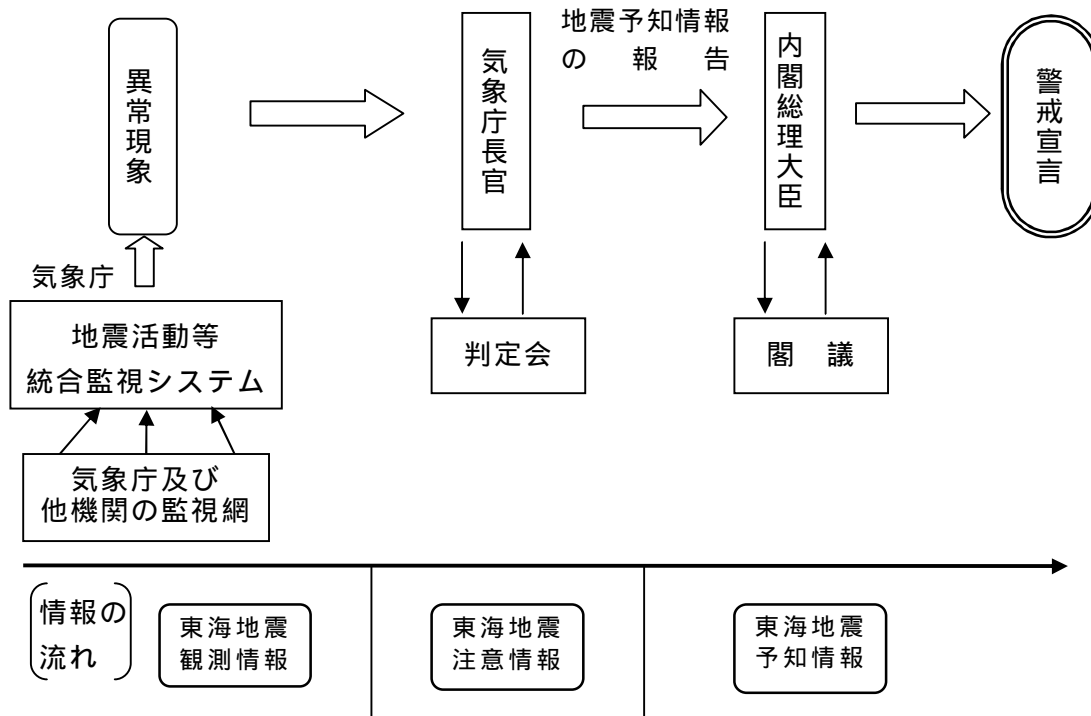 異常現象
気象庁長官
地震予知情報
の報告
内閣総理大臣
警戒宣言
気象庁
地震活動等
統合監視システム
判定会
閣 議
気象庁及び
他機関の監視網
情報の
流れ
東海地震
観測情報
東海地震
注意情報
東海地震
予知情報